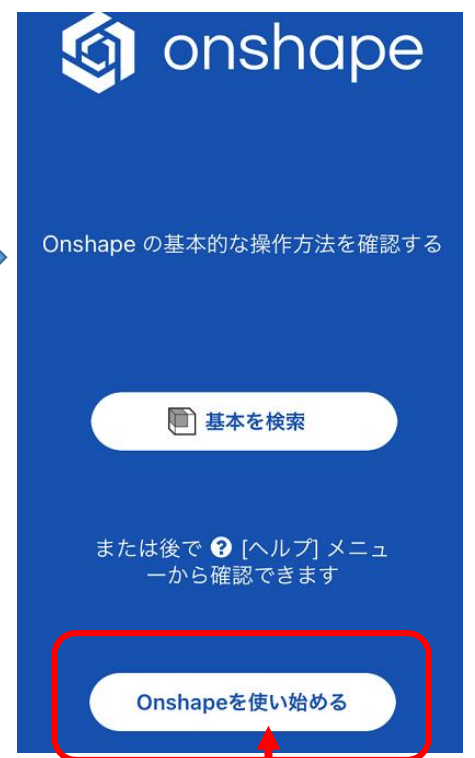 onshape
Onshape の基本的な操作方法を確認する
基本を検索
または後で ? [ヘルプ] メニュ
ーから確認できます
Onshapeを使い始める